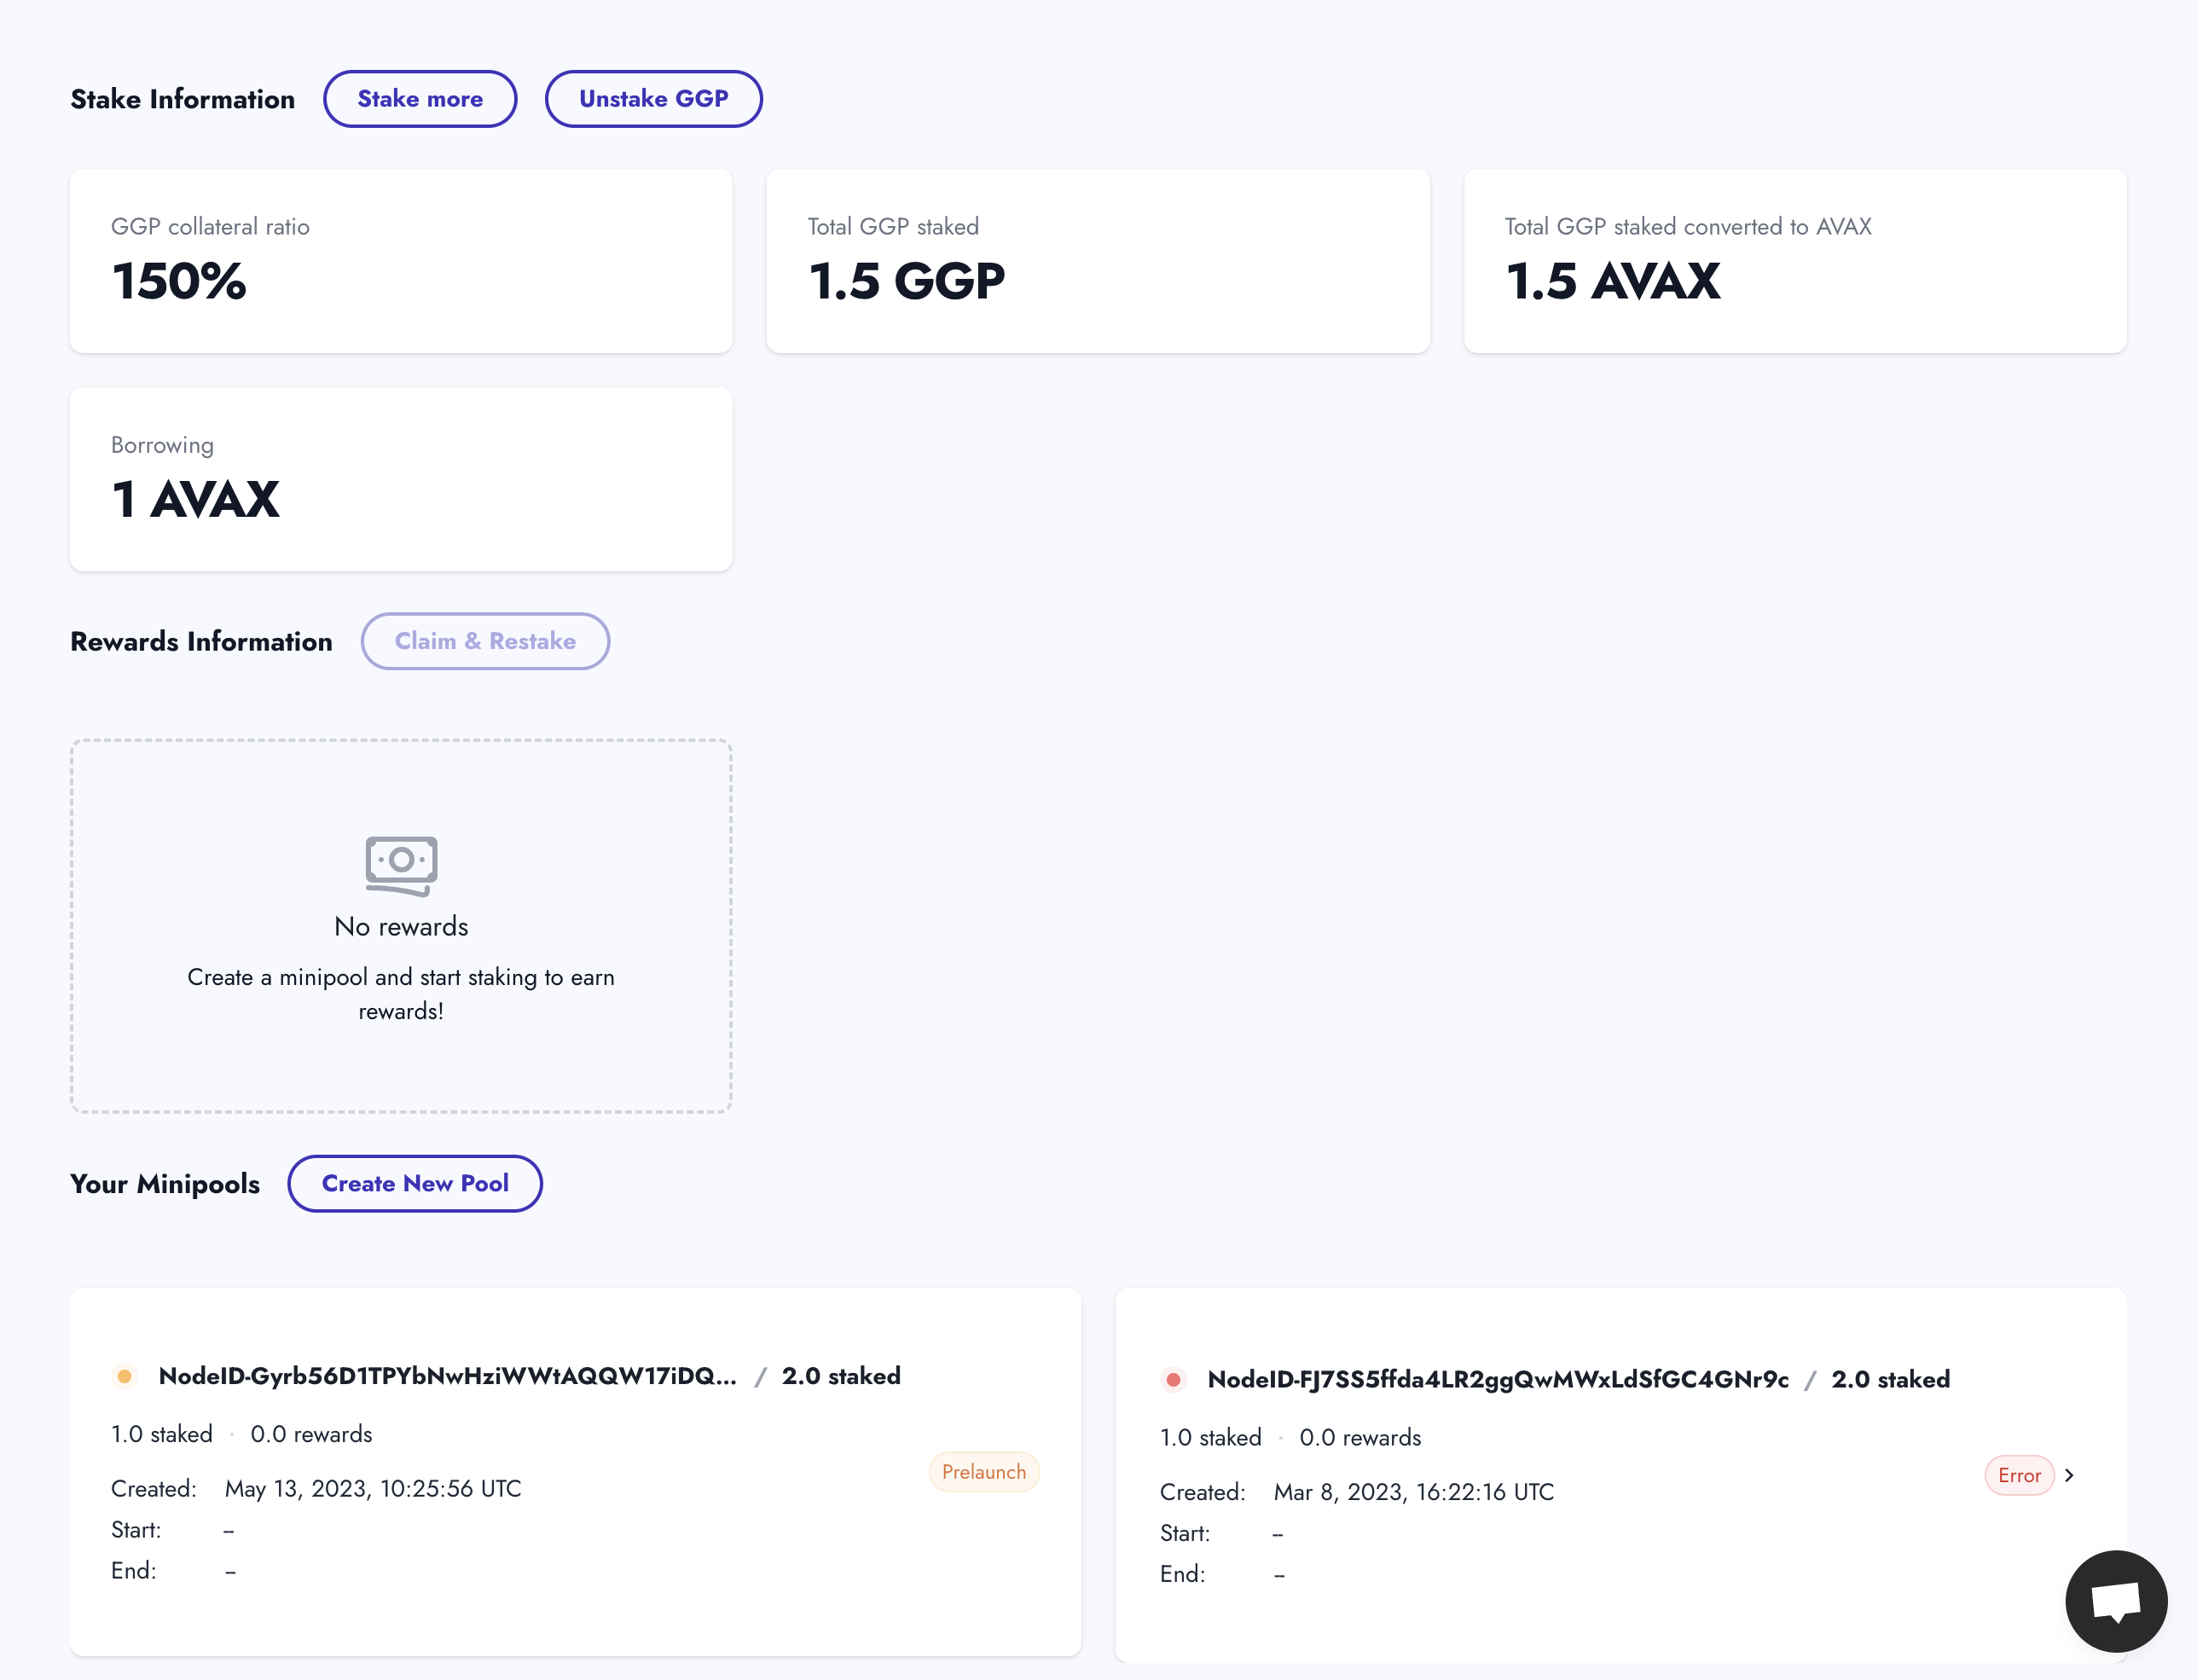 Stake Information
Stake more
Unstake GGP
GGP collateral ratio
150%
Total GGP staked
1.5 GGP
Total GGP staked converted to AVAX
1.5 AVAX
Borrowing
1 AVAX
Rewards Information
Claim & Restake
No rewards
Create a minipool and start staking to earn
rewards!
Your Minipools
Create New Pool
NodeID-Gyrb56D1TPYbNwHziWWtAQQW17iDQ... / 2.0 staked
1.0 staked · 0.0 rewards
Prelaunch
Created: May 13, 2023, 10:25:56 UTC
Start: –
End: –
NodeID-FJ7SS5ffda4LR2ggQwMWxLdSfGC4GNr9c / 2.0 staked
1.0 staked · 0.0 rewards
Error
Created: Mar 8, 2023, 16:22:16 UTC
Start: –
End: –